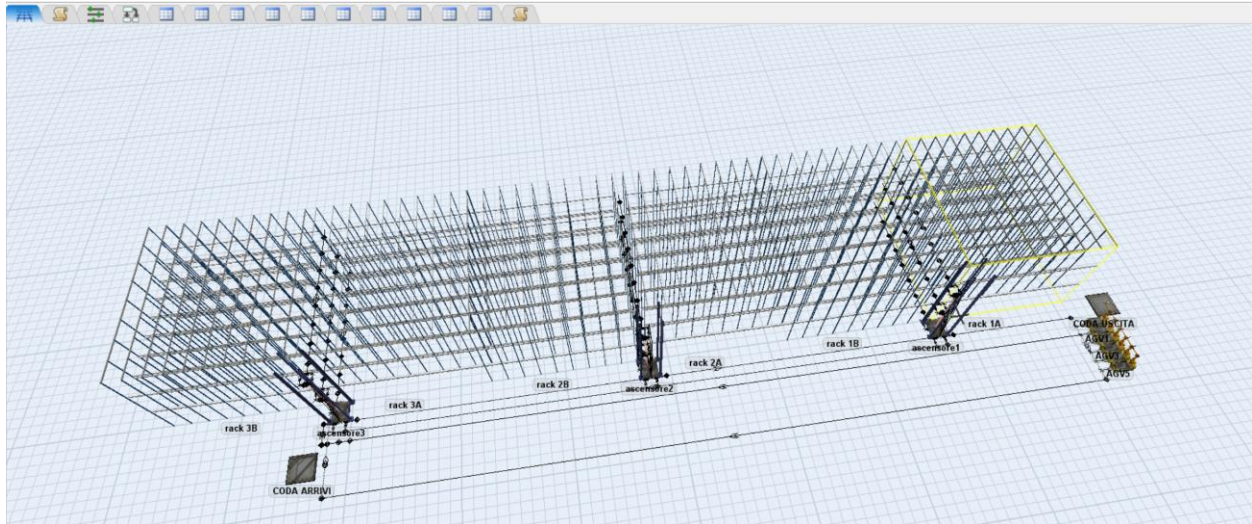 rack 1A
CODA USCITA
AGV1
rack 1B
ascensore1
AGV3
rack 2A
AGV5
rack 2B
ascensore2
rack 3A
rack 3B
ascensore3
CODA ARRIVI